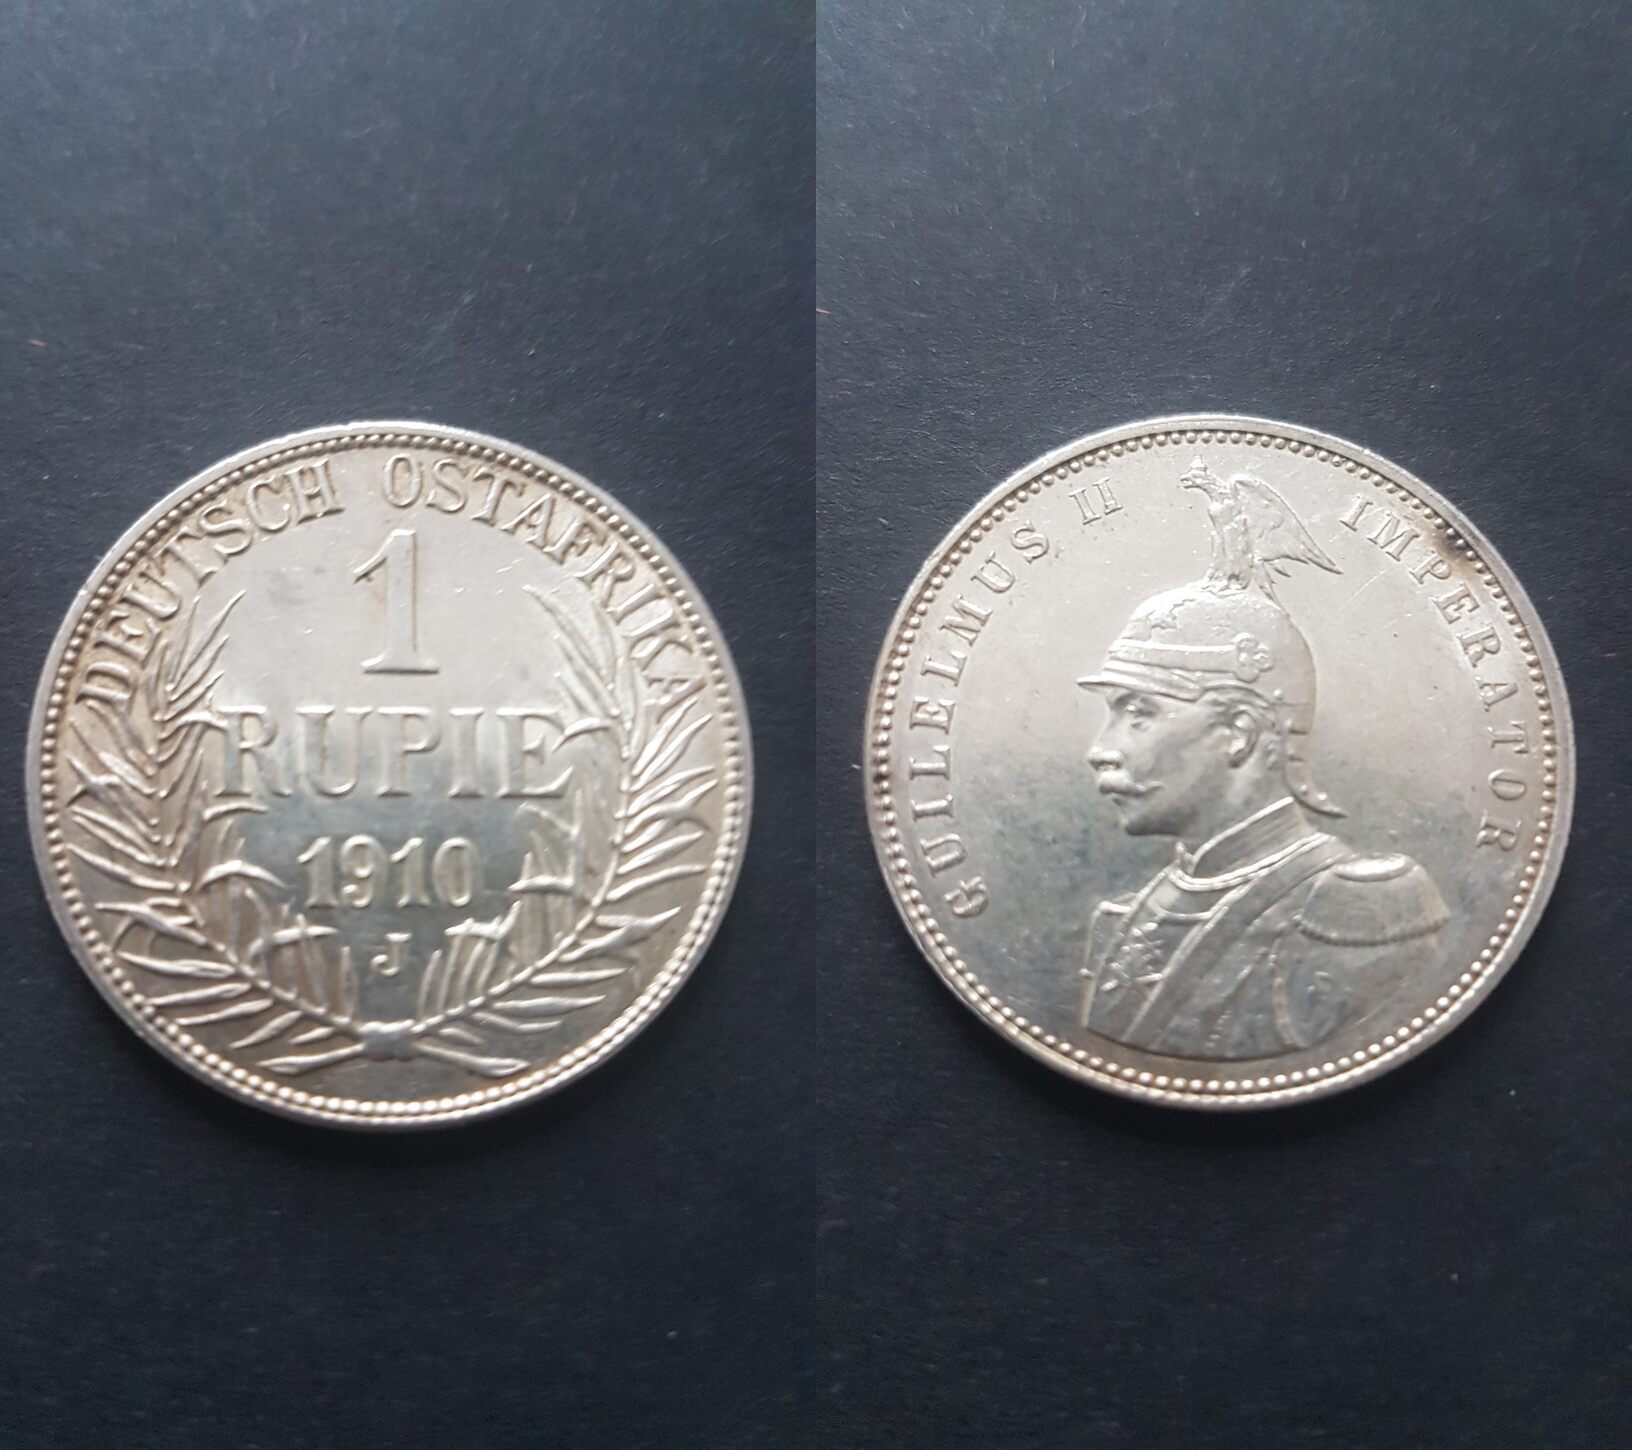 DEUTSCH OSTAFRIKA
1
RUPIE
1910
J
GUILELMUS II IMPERATOR